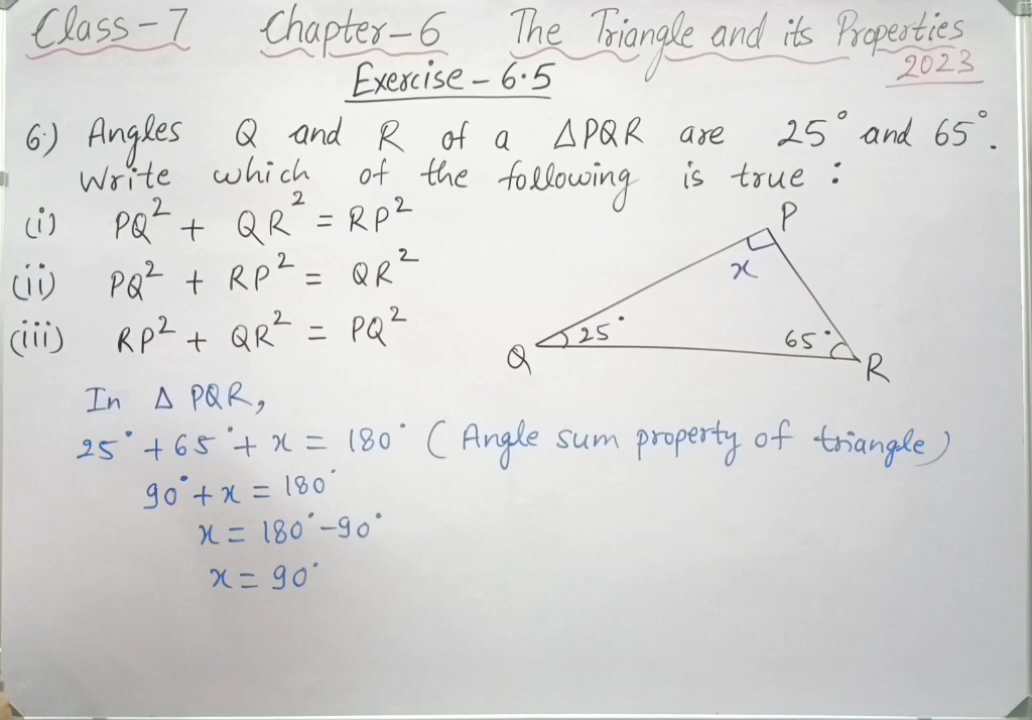 Class-7 Chapter-6 The Triangle and its Properties
2023
Exercise-6.5
6.) Angles Q and R of a △PQR are 25° and 65°.
Write which of the following is true :
(i) PQ² + QR² = RP²
(ii) PQ² + RP² = QR²
(iii) RP² + QR² = PQ²
P
x
25°
65°
Q
R
In △ PQR,
25° + 65° + x = 180° (Angle sum property of triangle)
90° + x = 180°
x = 180° - 90°
x = 90°